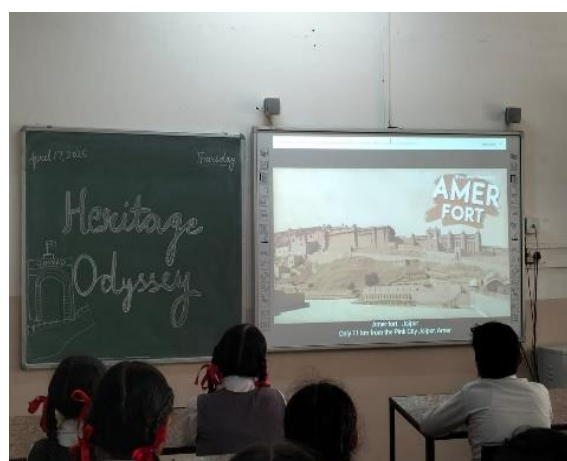 April 17, 2025
Thursday
Heritage
Odyssey
AMER
FORT
Amer fort , Jaipur
Only 11 km from the Pink City Jaipur, Amer